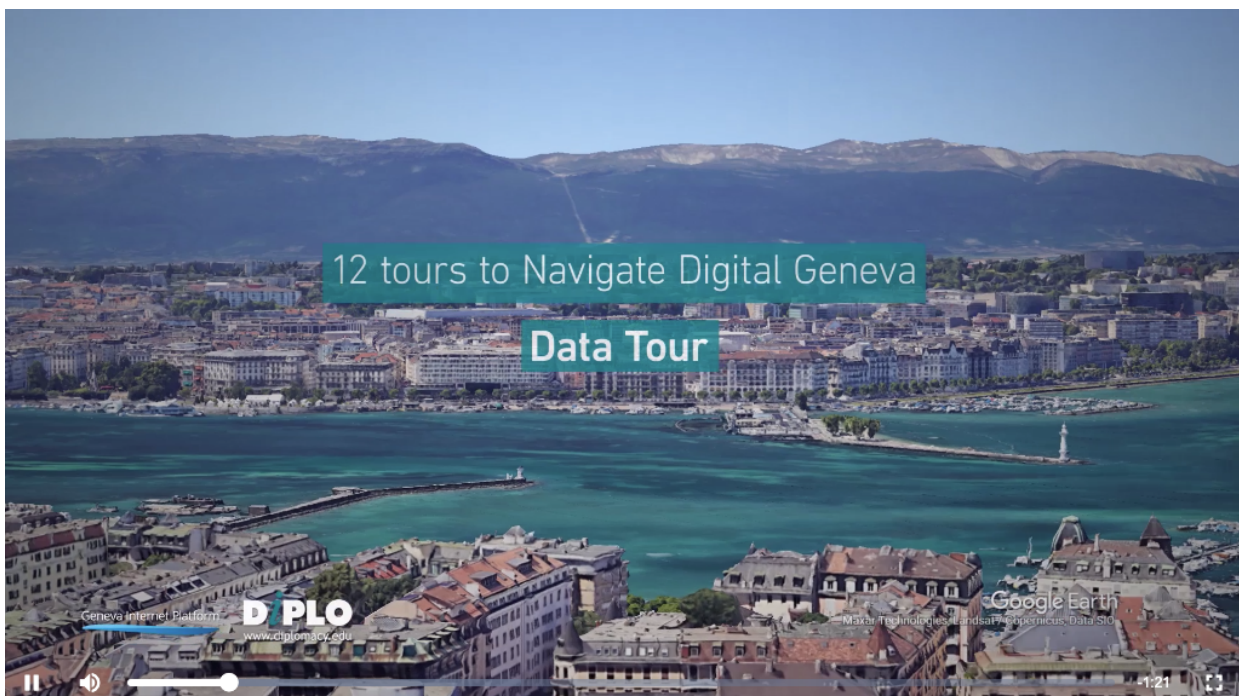 12 tours to Navigate Digital Geneva
Data Tour
Geneva Internet Platform
DiPLO
www.diplomacy.edu
Google Earth
Maxar Technologies, Landsat / Copernicus, Data SIO
-1:21